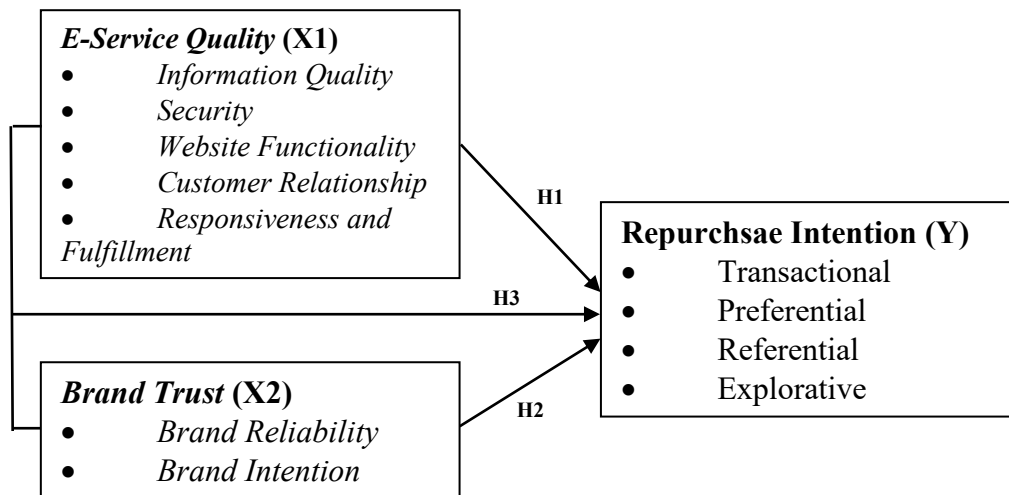 E-Service Quality (X1)
• Information Quality
• Security
• Website Functionality
• Customer Relationship
• Responsiveness and
Fulfillment
H1
Repurchsae Intention (Y)
• Transactional
• Preferential
• Referential
• Explorative
H3
Brand Trust (X2)
• Brand Reliability
• Brand Intention
H2